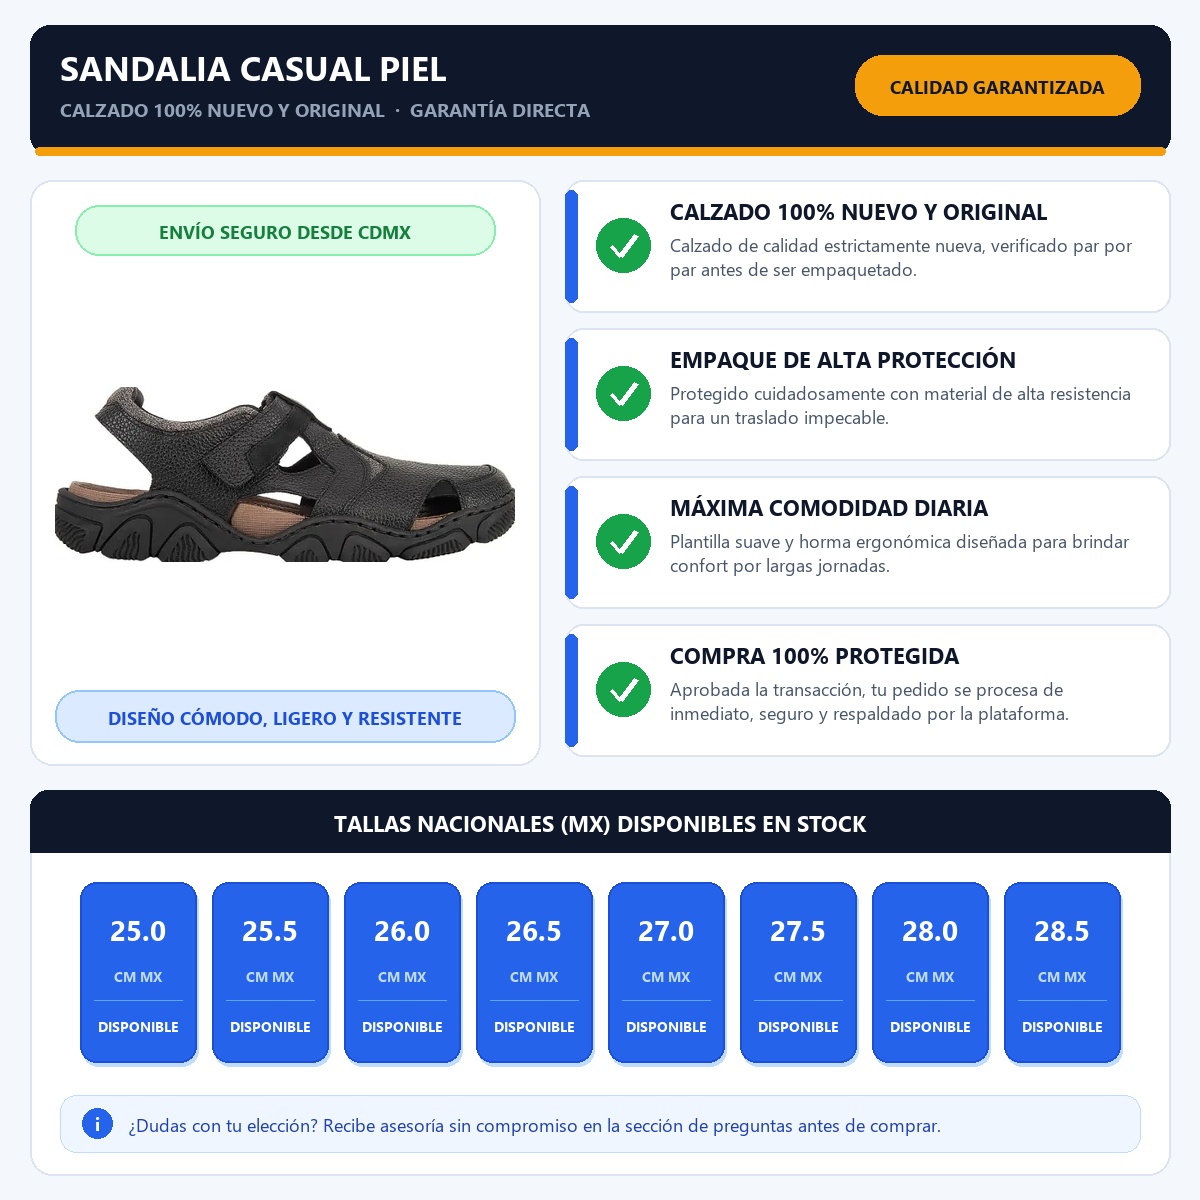 SANDALIA CASUAL PIEL
CALZADO 100% NUEVO Y ORIGINAL · GARANTÍA DIRECTA
CALIDAD GARANTIZADA
ENVÍO SEGURO DESDE CDMX
DISEÑO CÓMODO, LIGERO Y RESISTENTE
CALZADO 100% NUEVO Y ORIGINAL
Calzado de calidad estrictamente nueva, verificado par por
par antes de ser empaquetado.
EMPAQUE DE ALTA PROTECCIÓN
Protegido cuidadosamente con material de alta resistencia
para un traslado impecable.
MÁXIMA COMODIDAD DIARIA
Plantilla suave y horma ergonómica diseñada para brindar
confort por largas jornadas.
COMPRA 100% PROTEGIDA
Aprobada la transacción, tu pedido se procesa de
inmediato, seguro y respaldado por la plataforma.
TALLAS NACIONALES (MX) DISPONIBLES EN STOCK
25.0 25.5 26.0 26.5 27.0 27.5 28.0 28.5
CM MX CM MX CM MX CM MX CM MX CM MX CM MX CM MX
DISPONIBLE DISPONIBLE DISPONIBLE DISPONIBLE DISPONIBLE DISPONIBLE DISPONIBLE DISPONIBLE
¿Dudas con tu elección? Recibe asesoría sin compromiso en la sección de preguntas antes de comprar.